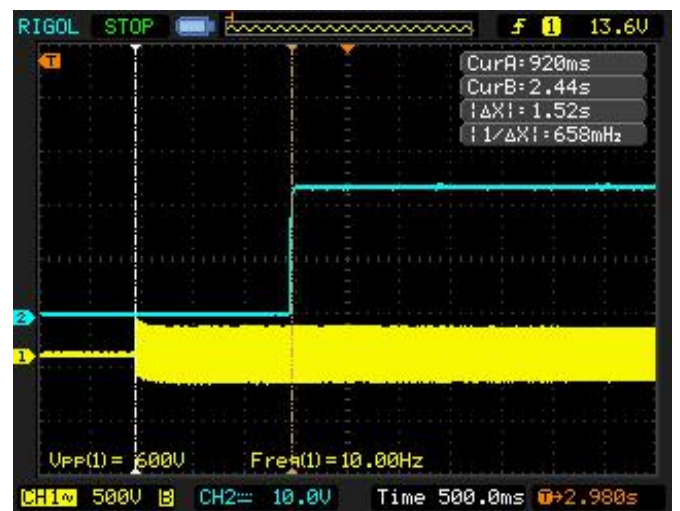 RIGOL STOP T f 1 13.6V
T
CurA:920ms
CurB:2.44s
|ΔX|:1.52s
|1/ΔX|:658mHz
2
1
Vpp(1)= 600V Freq(1)=10.00Hz
CH1~ 500V B CH2 10.0V Time 500.0ms T→2.980s